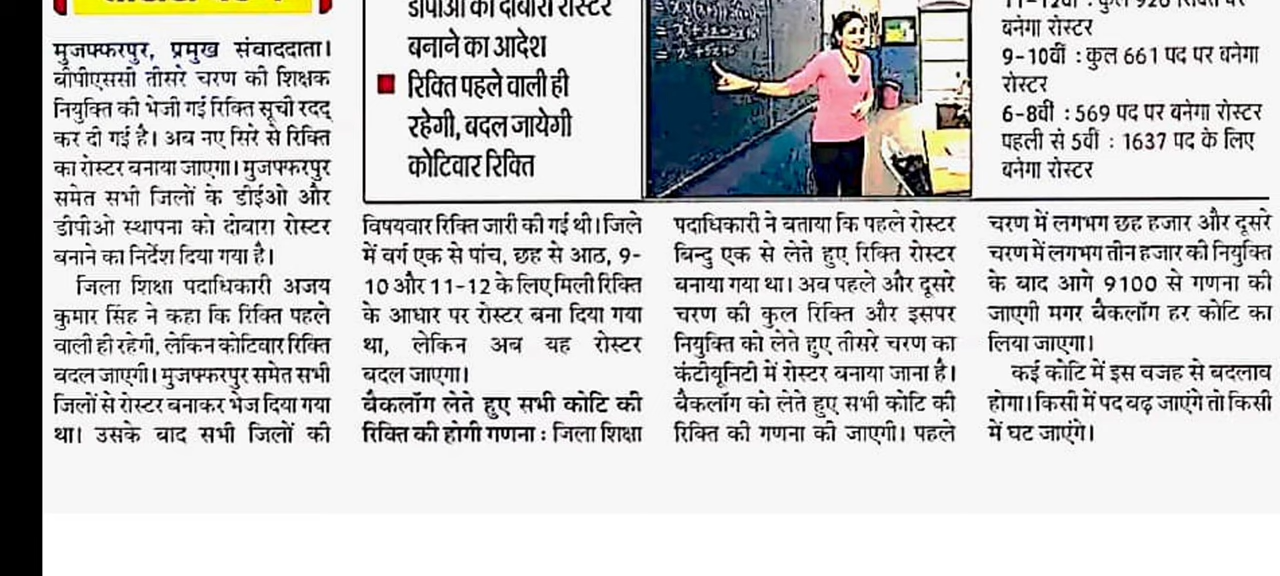 डीपीओ को दोबारा रोस्टर
बनाने का आदेश
रिक्ति पहले वाली ही
रहेगी, बदल जायेगी
कोटिवार रिक्ति
11-12वीं : कुल 920 रिक्ति पर
बनेगा रोस्टर
9-10वीं : कुल 661 पद पर बनेगा
रोस्टर
6-8वीं : 569 पद पर बनेगा रोस्टर
पहली से 5वीं : 1637 पद के लिए
बनेगा रोस्टर
मुजफ्फरपुर, प्रमुख संवाददाता।
बीपीएससी तीसरे चरण की शिक्षक
नियुक्ति की भेजी गई रिक्ति सूची रदद्
कर दी गई है। अब नए सिरे से रिक्ति
का रोस्टर बनाया जाएगा। मुजफ्फरपुर
समेत सभी जिलों के डीईओ और
डीपीओ स्थापना को दोबारा रोस्टर
बनाने का निर्देश दिया गया है।
जिला शिक्षा पदाधिकारी अजय
कुमार सिंह ने कहा कि रिक्ति पहले
वाली ही रहेगी, लेकिन कोटिवार रिक्ति
बदल जाएगी। मुजफ्फरपुर समेत सभी
जिलों से रोस्टर बनाकर भेज दिया गया
था। उसके बाद सभी जिलों की
विषयवार रिक्ति जारी की गई थी। जिले
में वर्ग एक से पांच, छह से आठ, 9-
10 और 11-12 के लिए मिली रिक्ति
के आधार पर रोस्टर बना दिया गया
था, लेकिन अब यह रोस्टर
बदल जाएगा।
बैकलॉग लेते हुए सभी कोटि की
रिक्ति की होगी गणना : जिला शिक्षा
पदाधिकारी ने बताया कि पहले रोस्टर
बिन्दु एक से लेते हुए रिक्ति रोस्टर
बनाया गया था। अब पहले और दूसरे
चरण की कुल रिक्ति और इसपर
नियुक्ति को लेते हुए तीसरे चरण का
कंटीयूनिटी में रोस्टर बनाया जाना है।
बैकलॉग को लेते हुए सभी कोटि की
रिक्ति की गणना की जाएगी। पहले
चरण में लगभग छह हजार और दूसरे
चरण में लगभग तीन हजार की नियुक्ति
के बाद आगे 9100 से गणना की
जाएगी मगर बैकलॉग हर कोटि का
लिया जाएगा।
कई कोटि में इस वजह से बदलाव
होगा। किसी में पद बढ़ जाएंगे तो किसी
में घट जाएंगे।